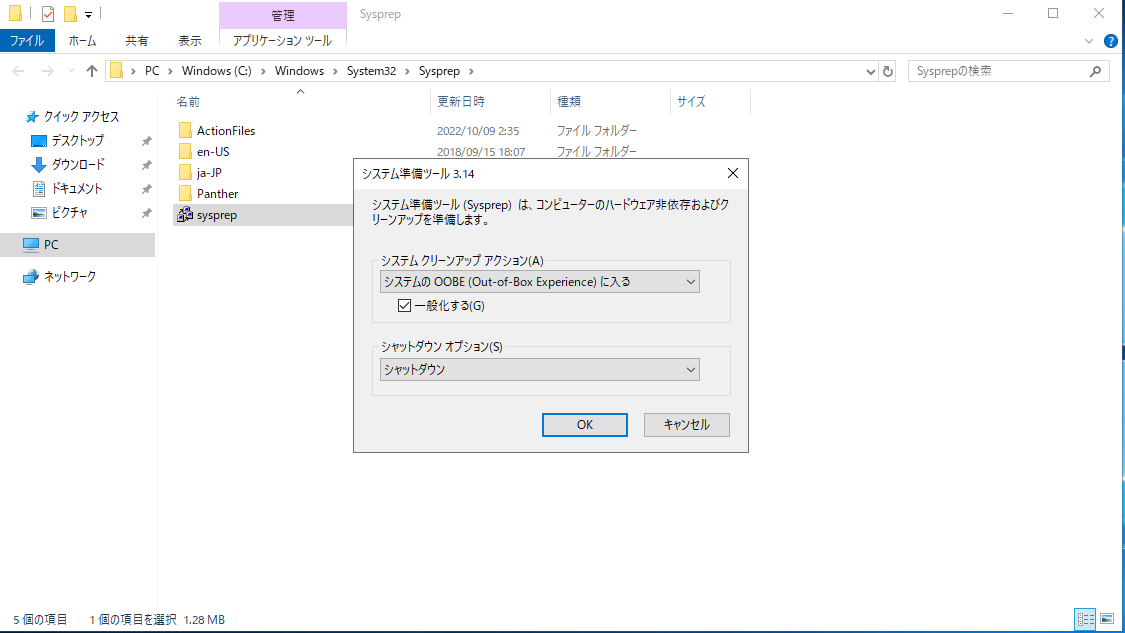 管理
Sysprep
ファイル
ホーム
共有
表示
アプリケーション ツール
PC
Windows (C:)
Windows
System32
Sysprep
Sysprepの検索
クイック アクセス
デスクトップ
ダウンロード
ドキュメント
ピクチャ
PC
ネットワーク
名前
更新日時
種類
サイズ
ActionFiles
2022/10/09 2:35
ファイル フォルダー
en-US
2018/09/15 18:07
ファイル フォルダー
ja-JP
Panther
sysprep
システム準備ツール 3.14
システム準備ツール (Sysprep) は、コンピューターのハードウェア非依存およびク
リーンアップを準備します。
システム クリーンアップ アクション(A)
システムの OOBE (Out-of-Box Experience) に入る
一般化する(G)
シャットダウン オプション(S)
シャットダウン
OK
キャンセル
5 個の項目
1 個の項目を選択 1.28 MB